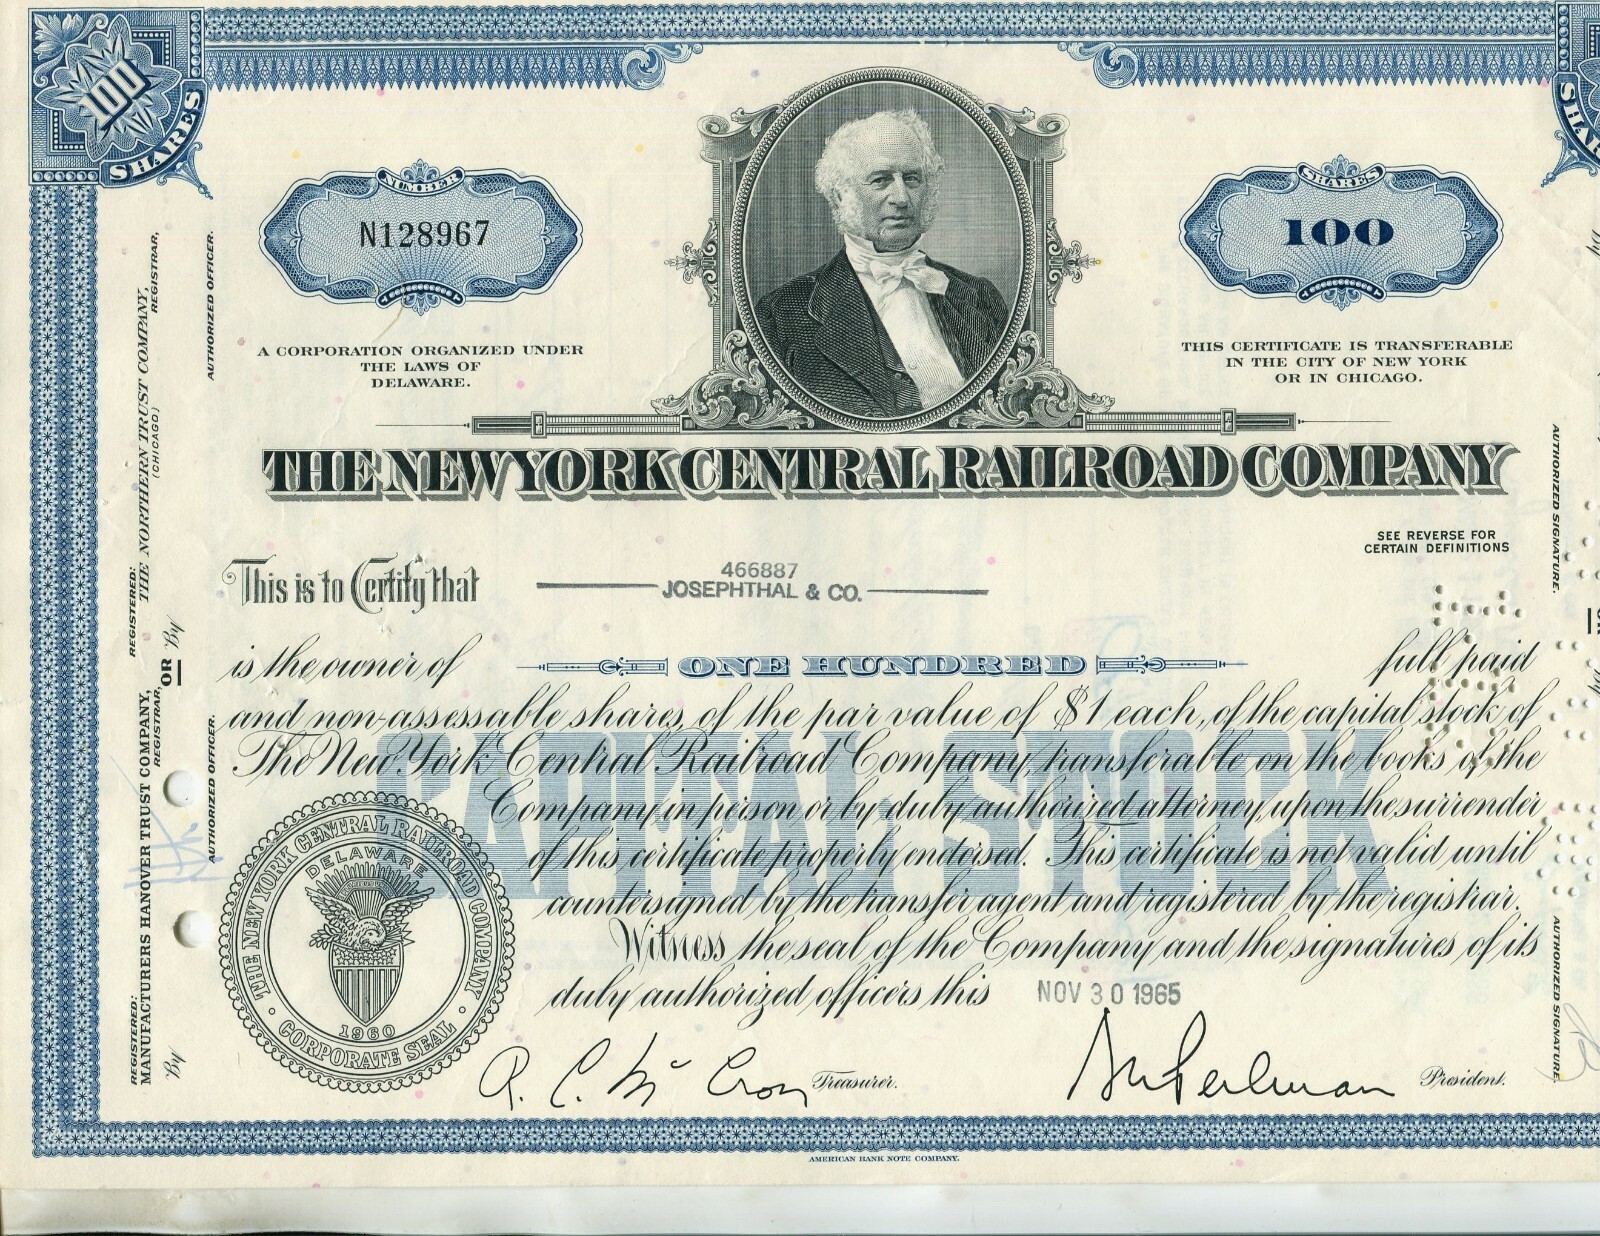 100
SHARES
NUMBER
N128967
SHARES
100
A CORPORATION ORGANIZED UNDER
THE LAWS OF
DELAWARE.
THIS CERTIFICATE IS TRANSFERABLE
IN THE CITY OF NEW YORK
OR IN CHICAGO.
THE NEW YORK CENTRAL RAILROAD COMPANY
SEE REVERSE FOR
CERTAIN DEFINITIONS
466887
This is to Certify that JOSEPHTHAL & CO.
is the owner of ONE HUNDRED full paid
and non-assessable shares, of the par value of $1 each, of the capital stock of
The New York Central Railroad Company, transferable on the books of the
Company, in person or by duly authorized attorney, upon the surrender
of this certificate properly endorsed. This certificate is not valid until
countersigned by the transfer agent and registered by the registrar.
Witness the seal of the Company and the signatures of its
duly authorized officers this NOV 30 1965
CAPITAL STOCK
THE NEW YORK CENTRAL RAILROAD COMPANY
DELAWARE
1960
CORPORATE SEAL
R. C. McCron Treasurer.
A E Perlman President.
AMERICAN BANK NOTE COMPANY.
REGISTERED:
MANUFACTURERS HANOVER TRUST COMPANY,
REGISTRAR,
By
AUTHORIZED OFFICER.
OR
REGISTERED:
THE NORTHERN TRUST COMPANY,
(CHICAGO)
REGISTRAR,
By
AUTHORIZED OFFICER.
AUTHORIZED SIGNATURE.
AUTHORIZED SIGNATURE.